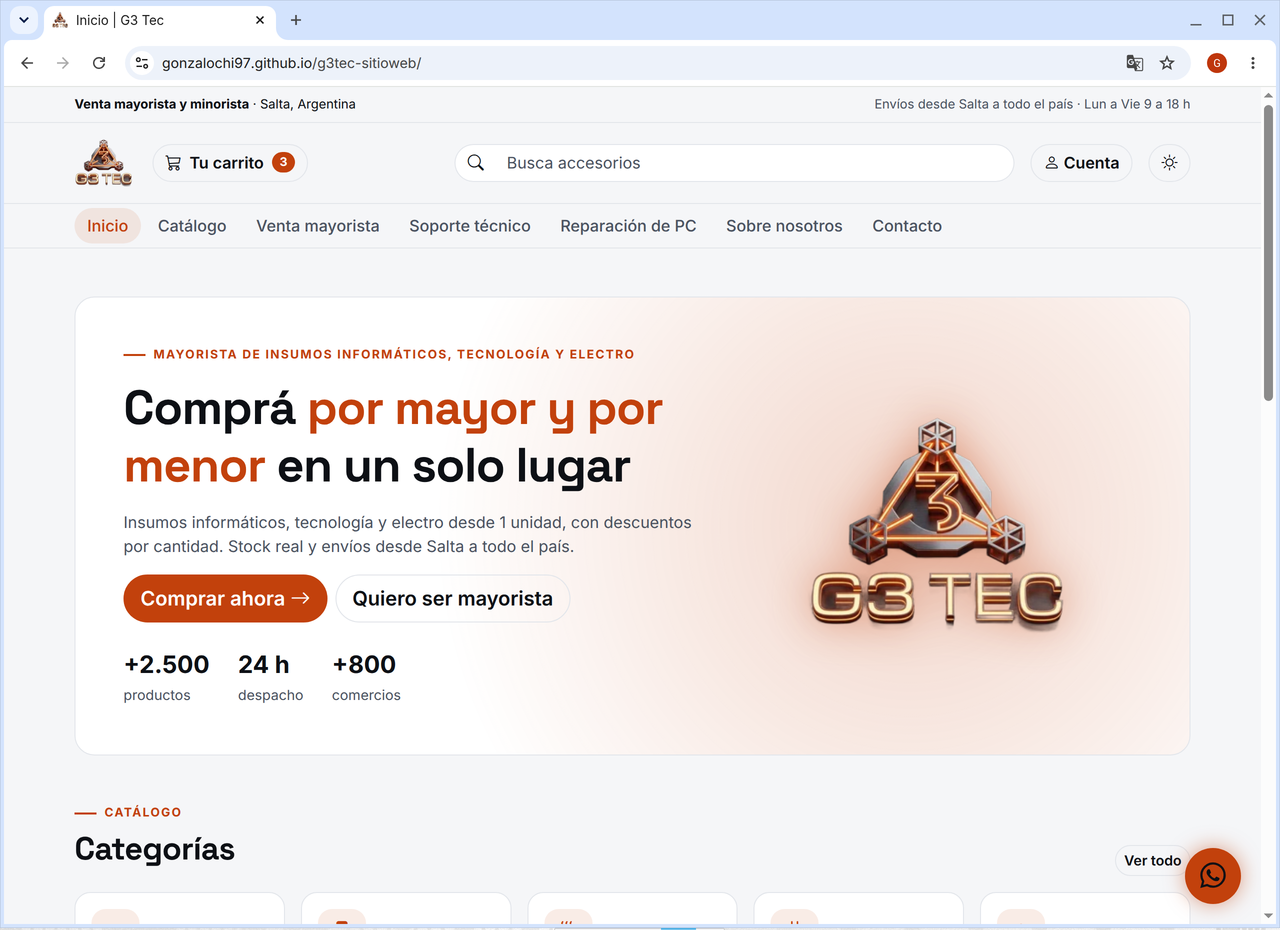 Inicio | G3 Tec
gonzalochi97.github.io/g3tec-sitioweb/
G
Venta mayorista y minorista · Salta, Argentina
Envíos desde Salta a todo el país · Lun a Vie 9 a 18 h
G3 TEC
Tu carrito 3
Busca accesorios
Cuenta
Inicio
Catálogo
Venta mayorista
Soporte técnico
Reparación de PC
Sobre nosotros
Contacto
MAYORISTA DE INSUMOS INFORMÁTICOS, TECNOLOGÍA Y ELECTRO
Comprá por mayor y por
menor en un solo lugar
Insumos informáticos, tecnología y electro desde 1 unidad, con descuentos
por cantidad. Stock real y envíos desde Salta a todo el país.
Comprar ahora →
Quiero ser mayorista
+2.500
productos
24 h
despacho
+800
comercios
3
G3 TEC
CATÁLOGO
Categorías
Ver todo